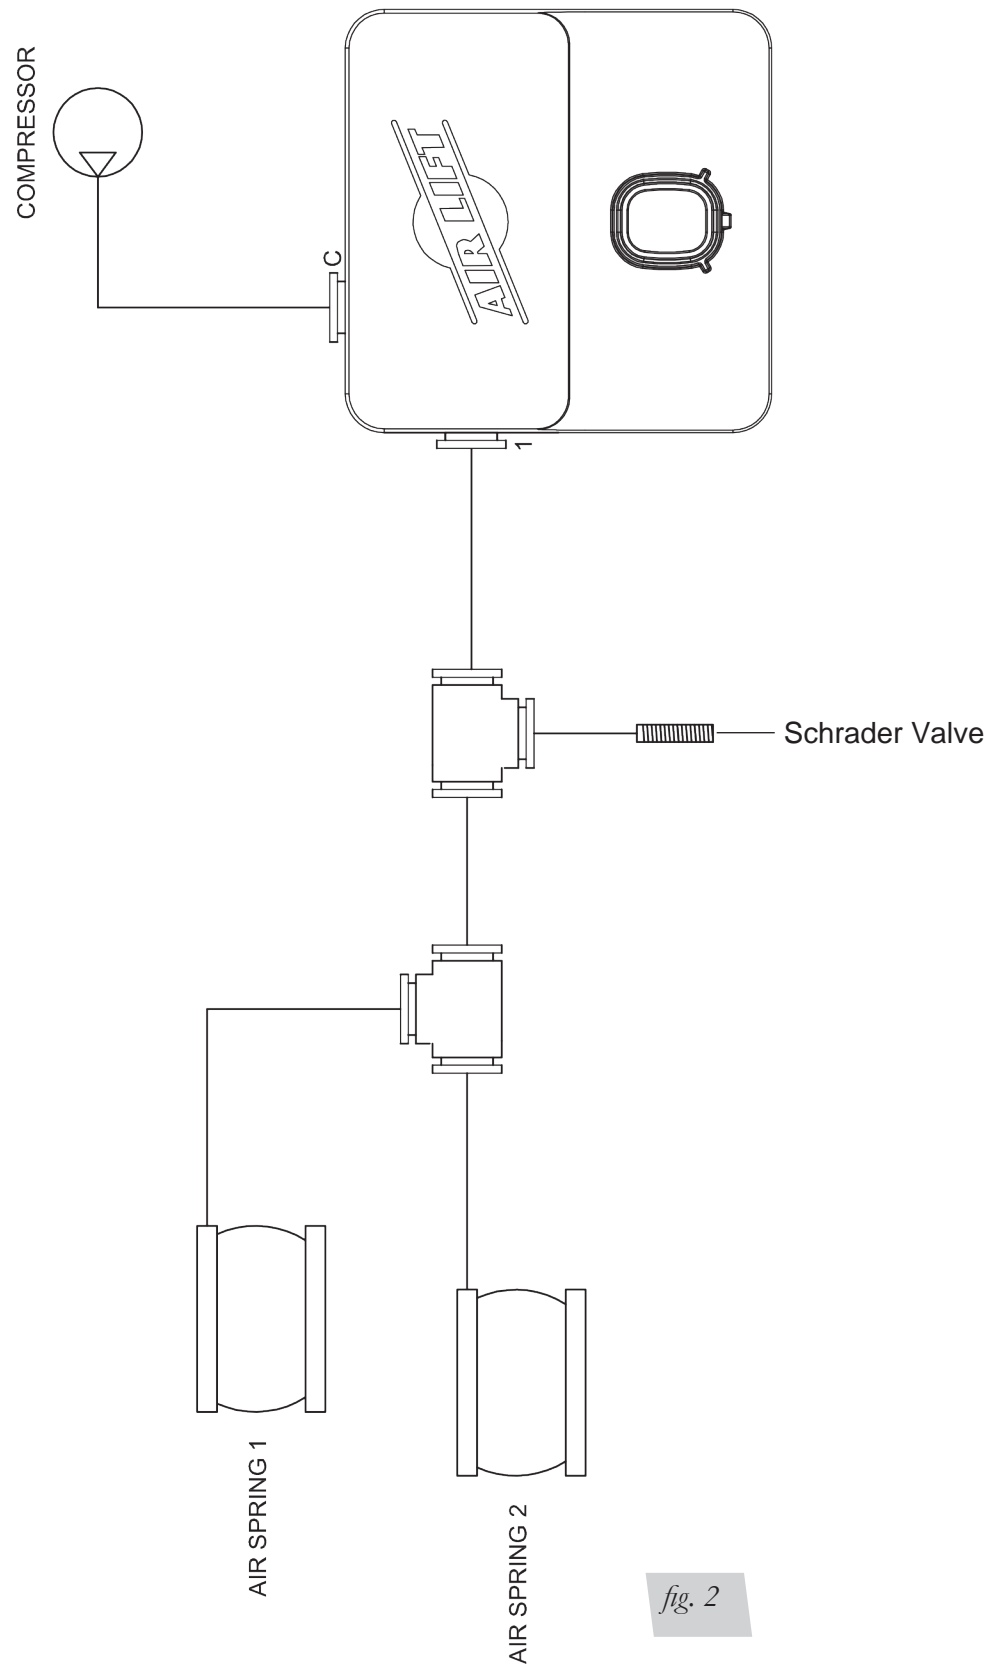 COMPRESSOR
C
AIR LIFT
1
Schrader Valve
AIR SPRING 1
AIR SPRING 2
fig. 2